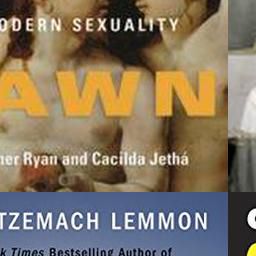 ODERN SEXUALITY
AWN
her Ryan and Cacilda Jethá
TZEMACH LEMMON
k Times Bestselling Author of